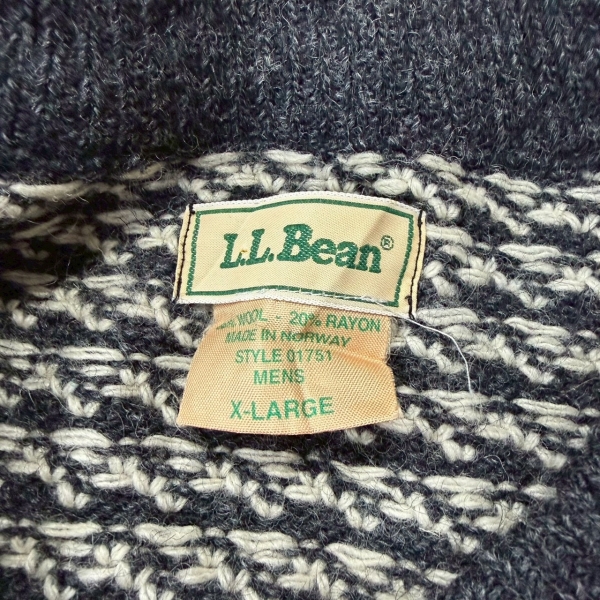 L.L.Bean®
WOOL - 20% RAYON
MADE IN NORWAY
STYLE 01751
MENS
X-LARGE